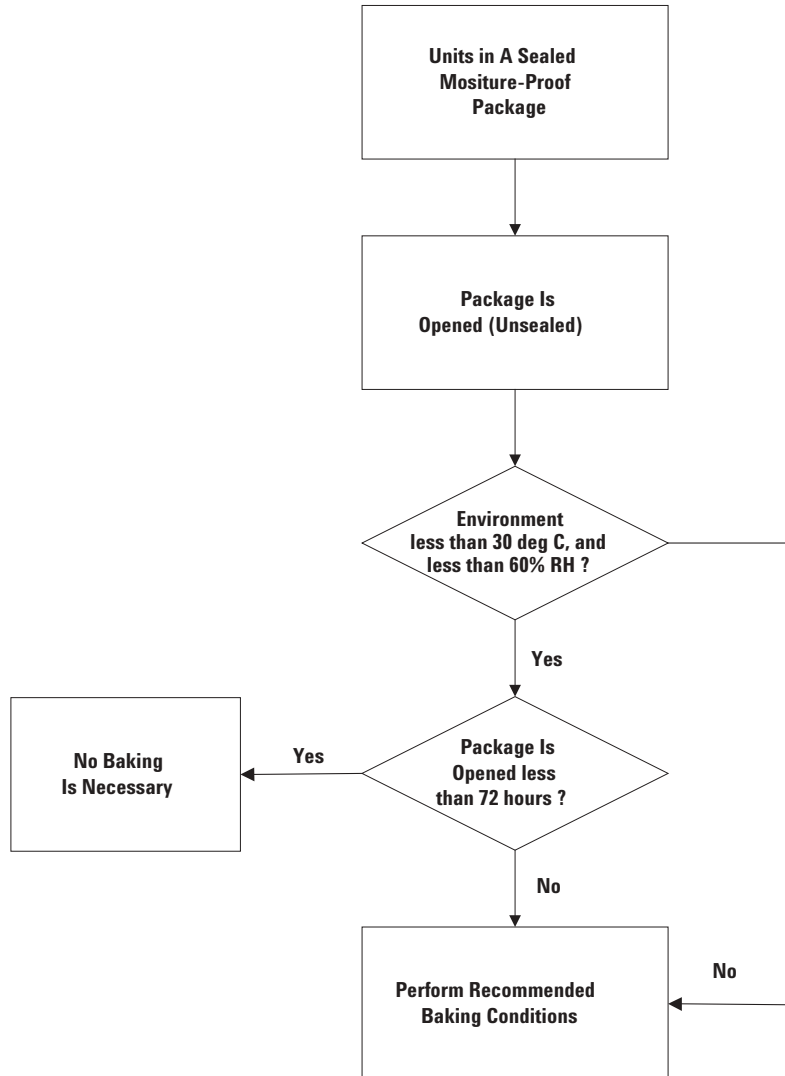 Units in A Sealed
Mositure-Proof
Package
Package Is
Opened (Unsealed)
Environment
less than 30 deg C, and
less than 60% RH ?
Yes
No Baking
Is Necessary
Yes
Package Is
Opened less
than 72 hours ?
No
Perform Recommended
Baking Conditions
No